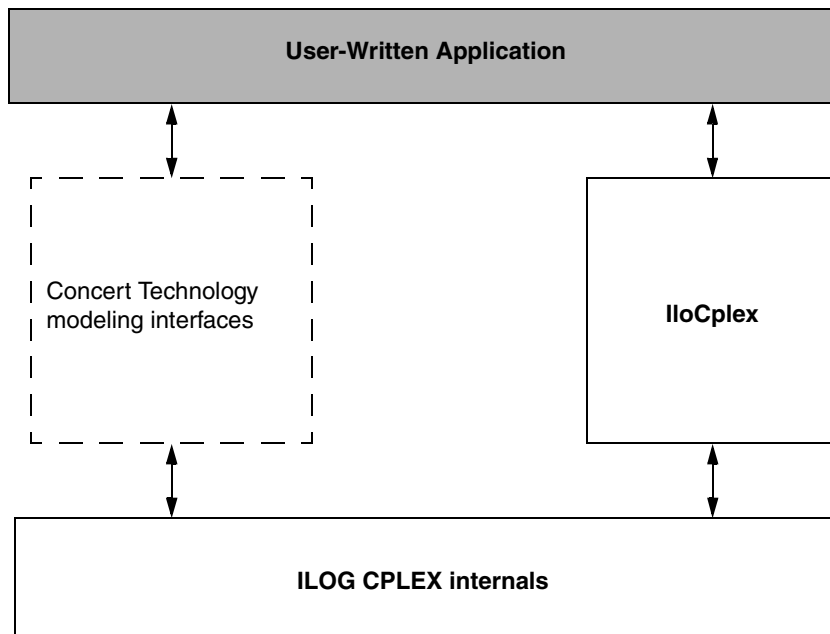 User-Written Application
Concert Technology
modeling interfaces
IloCplex
ILOG CPLEX internals